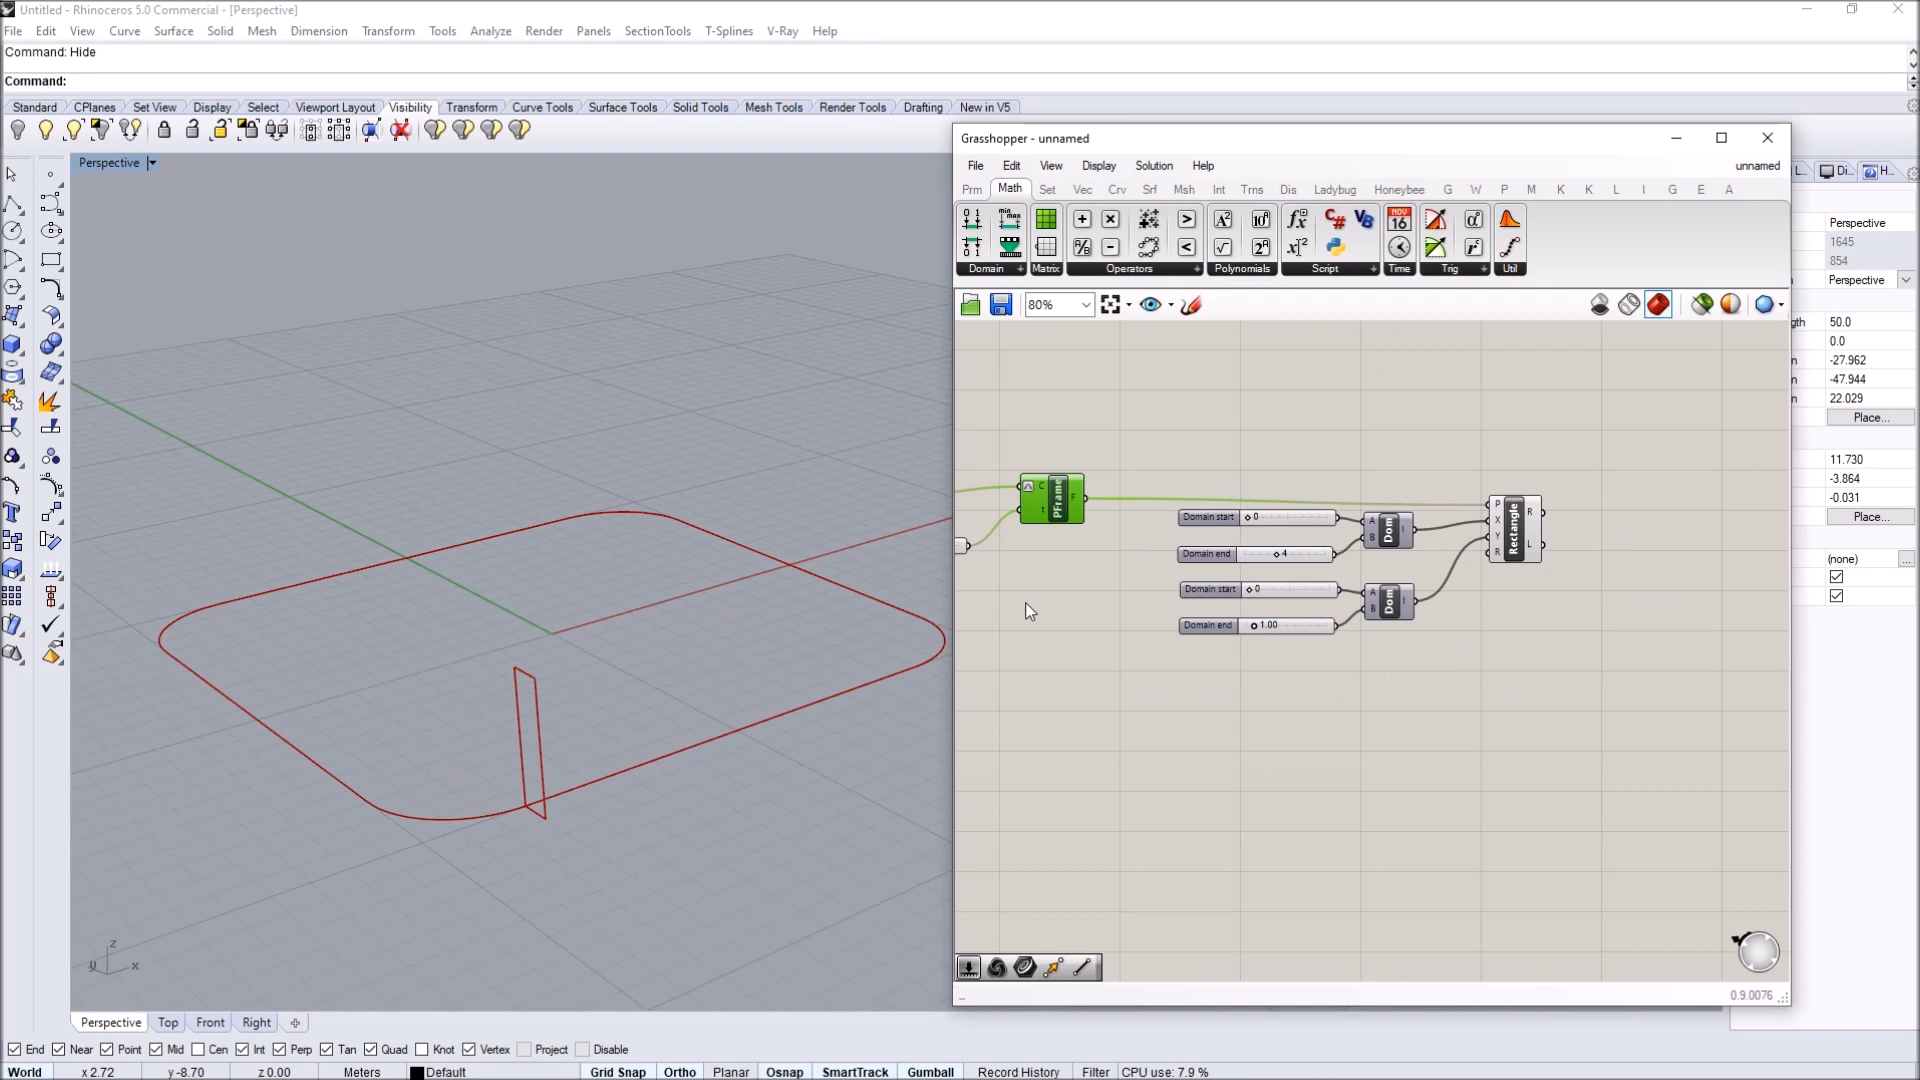 Untitled - Rhinoceros 5.0 Commercial - [Perspective]
File Edit View Curve Surface Solid Mesh Dimension Transform Tools Analyze Render Panels SectionTools T-Splines V-Ray Help
Command: Hide
Command:
Standard CPlanes Set View Display Select Viewport Layout Visibility Transform Curve Tools Surface Tools Solid Tools Mesh Tools Render Tools Drafting New in V5
Perspective
Grasshopper - unnamed
File Edit View Display Solution Help unnamed
Prm Math Set Vec Crv Srf Msh Int Trns Dis Ladybug Honeybee G W P M K K L I G E A
Domain Matrix Operators Polynomials Script Time Trig Util
80%
PFrame
C
t
F
Domain start 0
Domain end 4
A
B
Dom
I
Domain start 0
Domain end 1.00
A
B
Dom
I
P
X
Y
R
Rectangle
R
L
0.9.0076
L... Di... H...
Perspective
1645
854
Perspective
gth 50.0
0.0
n -27.962
n -47.944
n 22.029
Place...
11.730
-3.864
-0.031
Place...
(none) ...
z
y x
Perspective Top Front Right
End Near Point Mid Cen Int Perp Tan Quad Knot Vertex Project Disable
World x 2.72 y -8.70 z 0.00 Meters Default Grid Snap Ortho Planar Osnap SmartTrack Gumball Record History Filter CPU use: 7.9 %